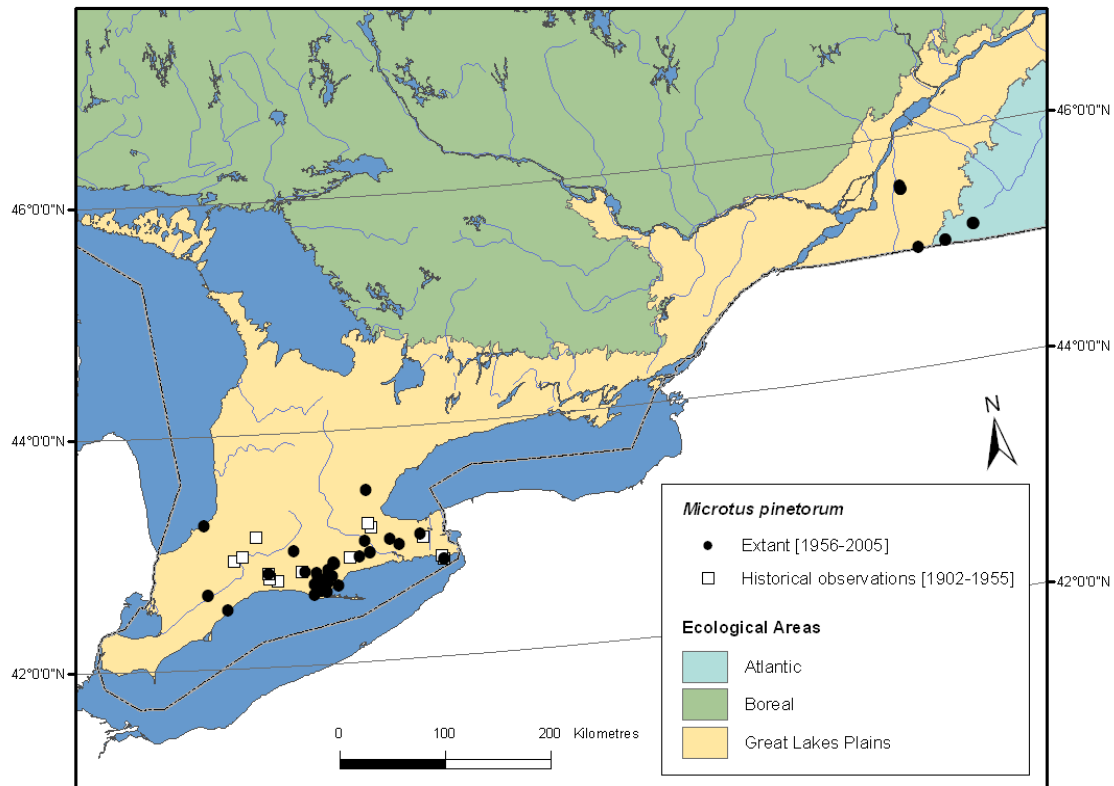 46°0'0"N
46°0'0"N
44°0'0"N
44°0'0"N
N
42°0'0"N
42°0'0"N
Microtus pinetorum
Extant [1956-2005]
Historical observations [1902-1955]
Ecological Areas
Atlantic
Boreal
Great Lakes Plains
0 100 200 Kilometres